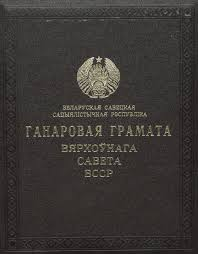 БЕЛАРУСКАЯ САВЕЦКАЯ
САЦЫЯЛІСТЫЧНАЯ РЭСПУБЛІКА
ГАНАРОВАЯ ГРАМАТА
ВЯРХОЎНАГА
САВЕТА
БССР